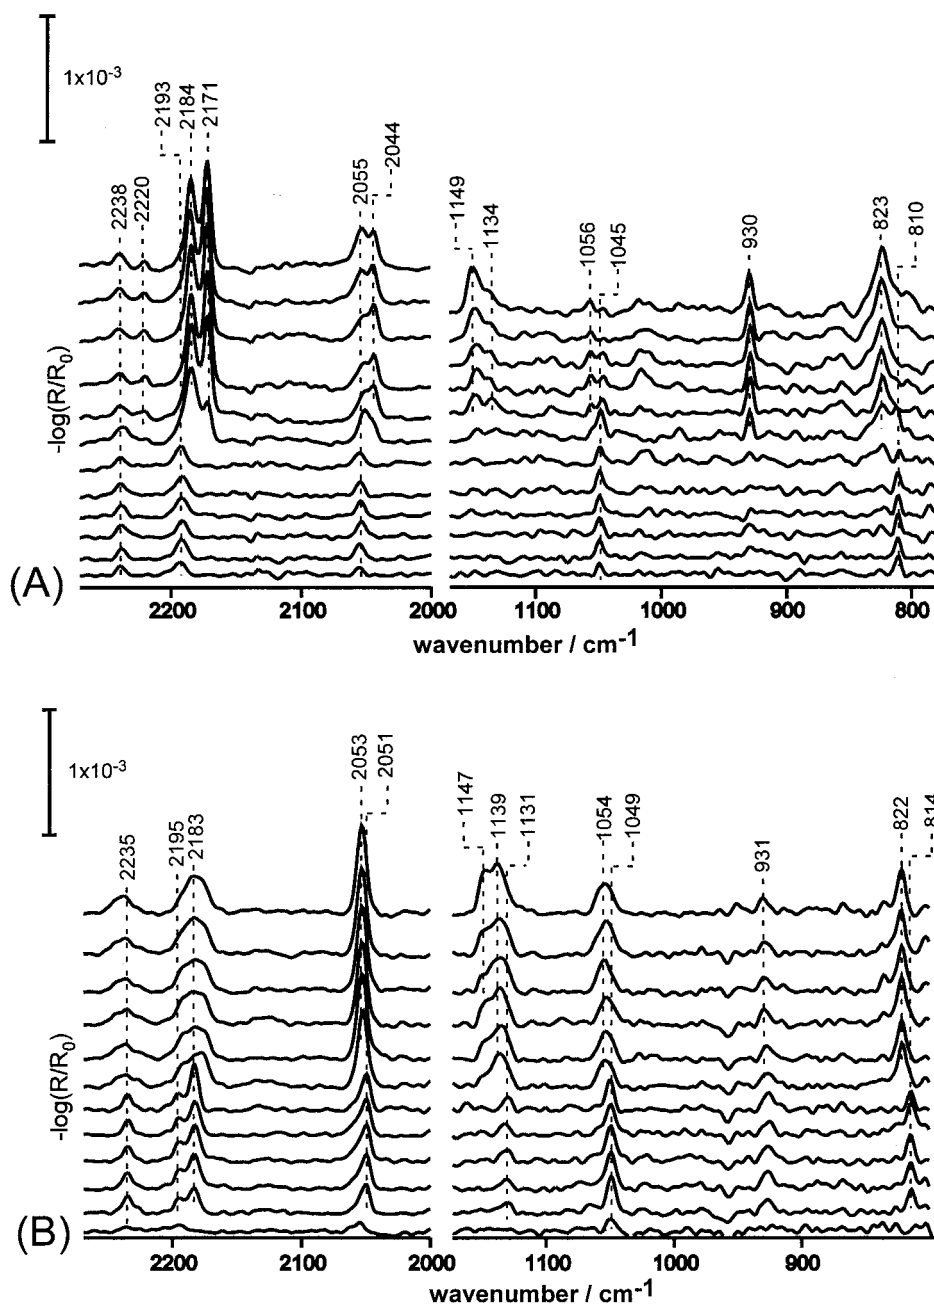 1x10-3
2193
2184
2171
2044
2238
2220
2055
1149
1134
1056
1045
930
823
810
-log(R/R0)
(A)
2200 2100 2000 1100 1000 900 800
wavenumber / cm-1
1x10-3
2235
2195
2183
2053
2051
1147
1139
1131
1054
1049
931
822
814
-log(R/R0)
(B)
2200 2100 2000 1100 1000 900
wavenumber / cm-1